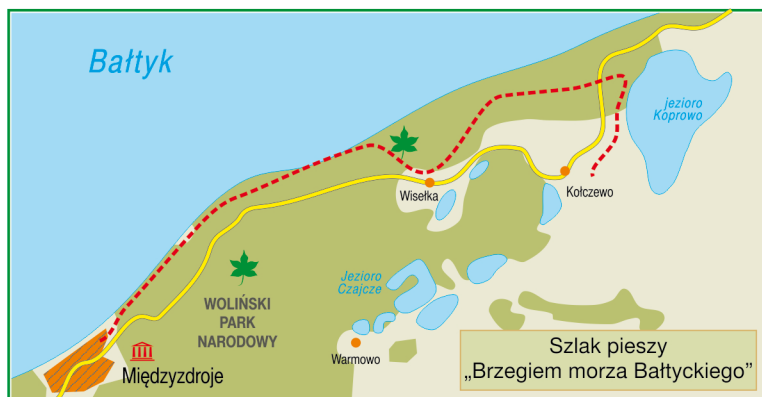 Bałtyk
jezioro
Koprowo
Wisełka
Kołczewo
Jezioro
Czajcze
WOLIŃSKI
PARK
NARODOWY
Warmowo
Międzyzdroje
Szlak pieszy
„Brzegiem morza Bałtyckiego”